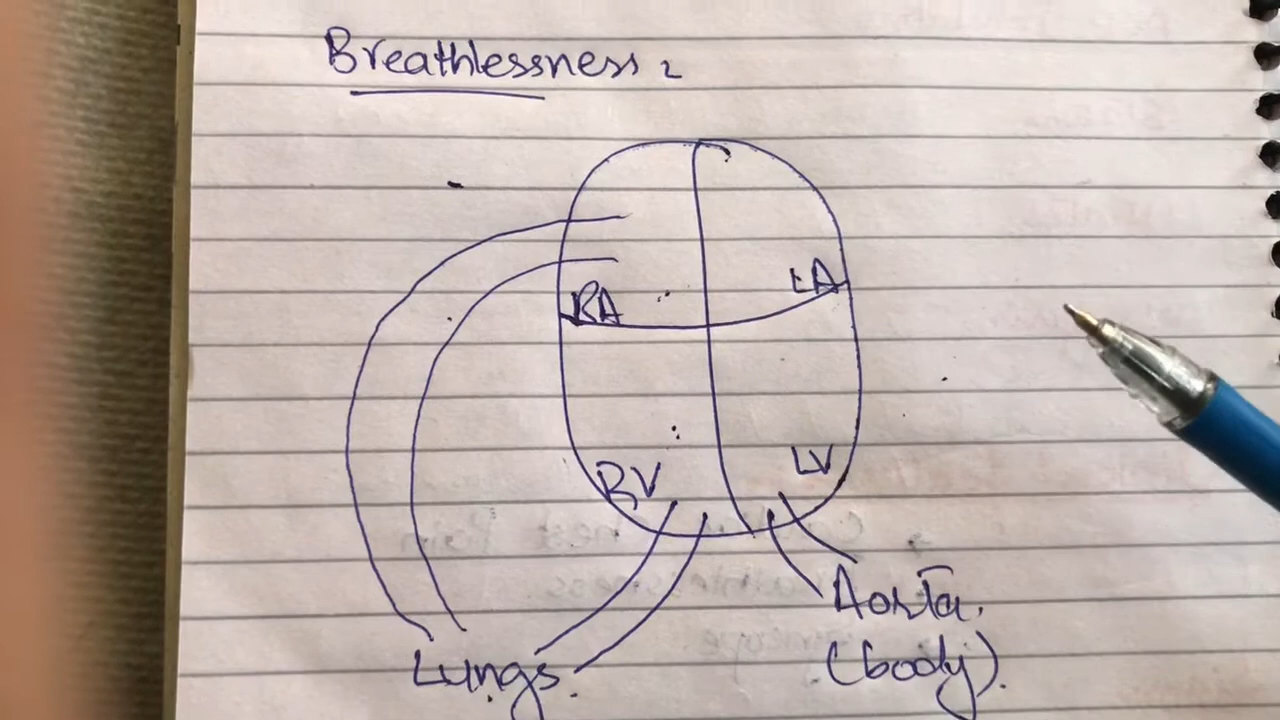 Breathlessness
RA LA
RV LV
Aorta.
(body).
Lungs.